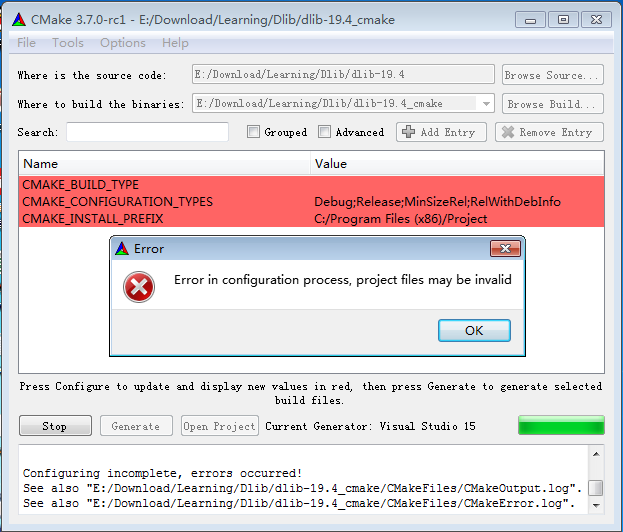 CMake 3.7.0-rc1 - E:/Download/Learning/Dlib/dlib-19.4_cmake
File Tools Options Help
Where is the source code: E:/Download/Learning/Dlib/dlib-19.4 Browse Source...
Where to build the binaries: E:/Download/Learning/Dlib/dlib-19.4_cmake Browse Build...
Search: Grouped Advanced Add Entry Remove Entry
Name Value
CMAKE_BUILD_TYPE
CMAKE_CONFIGURATION_TYPES Debug;Release;MinSizeRel;RelWithDebInfo
CMAKE_INSTALL_PREFIX C:/Program Files (x86)/Project
Error
Error in configuration process, project files may be invalid
OK
Press Configure to update and display new values in red, then press Generate to generate selected
build files.
Stop Generate Open Project Current Generator: Visual Studio 15
Configuring incomplete, errors occurred!
See also "E:/Download/Learning/Dlib/dlib-19.4_cmake/CMakeFiles/CMakeOutput.log".
See also "E:/Download/Learning/Dlib/dlib-19.4_cmake/CMakeFiles/CMakeError.log".